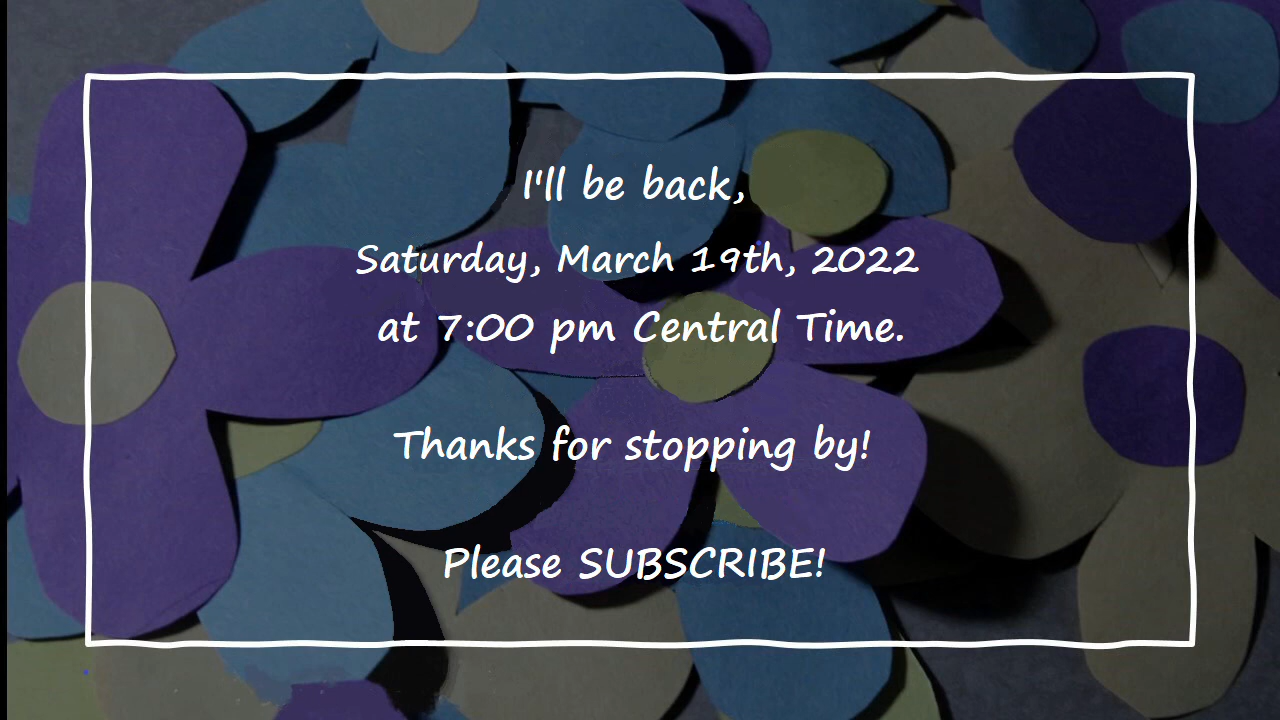 I'll be back,
Saturday, March 19th, 2022
at 7:00 pm Central Time.
Thanks for stopping by!
Please SUBSCRIBE!